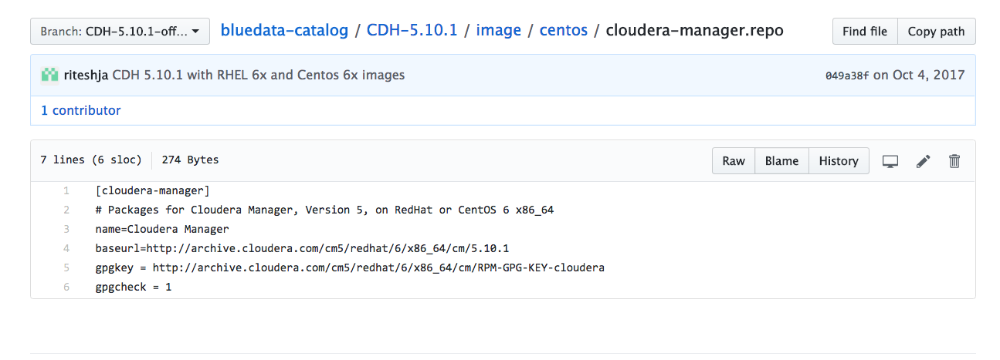 Branch: CDH-5.10.1-off... bluedata-catalog / CDH-5.10.1 / image / centos / cloudera-manager.repo Find file Copy path
riteshja CDH 5.10.1 with RHEL 6x and Centos 6x images 049a38f on Oct 4, 2017
1 contributor
7 lines (6 sloc) 274 Bytes Raw Blame History
1 [cloudera-manager]
2 # Packages for Cloudera Manager, Version 5, on RedHat or CentOS 6 x86_64
3 name=Cloudera Manager
4 baseurl=http://archive.cloudera.com/cm5/redhat/6/x86_64/cm/5.10.1
5 gpgkey = http://archive.cloudera.com/cm5/redhat/6/x86_64/cm/RPM-GPG-KEY-cloudera
6 gpgcheck = 1